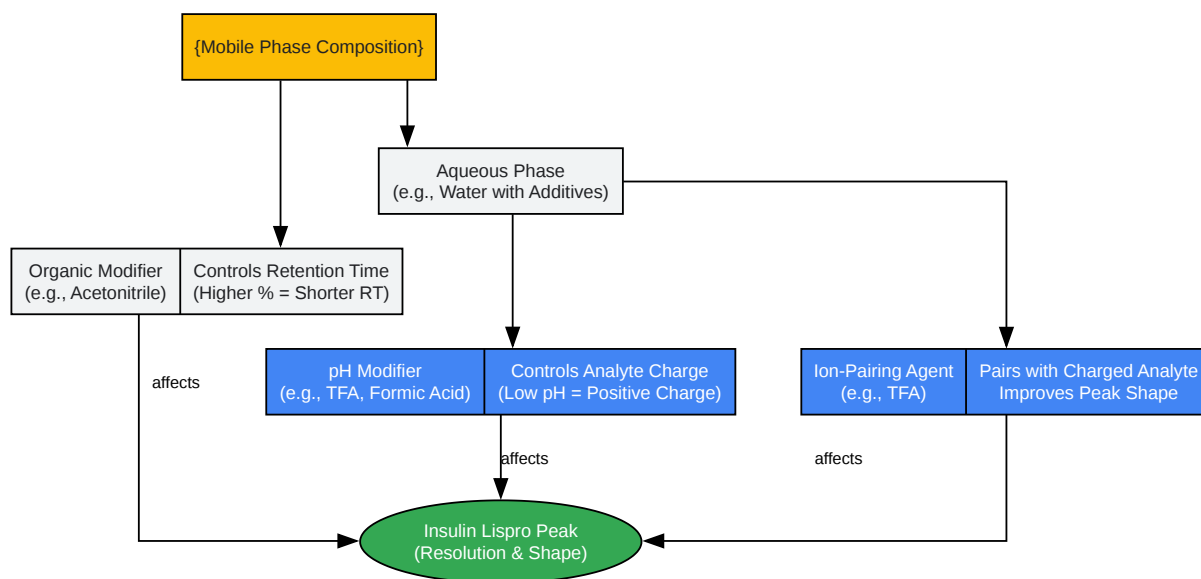 {Mobile Phase Composition}
Aqueous Phase
(e.g., Water with Additives)
Organic Modifier
(e.g., Acetonitrile)
Controls Retention Time
(Higher % = Shorter RT)
pH Modifier
(e.g., TFA, Formic Acid)
Controls Analyte Charge
(Low pH = Positive Charge)
Ion-Pairing Agent
(e.g., TFA)
Pairs with Charged Analyte
Improves Peak Shape
affects
affects
affects
Insulin Lispro Peak
(Resolution & Shape)